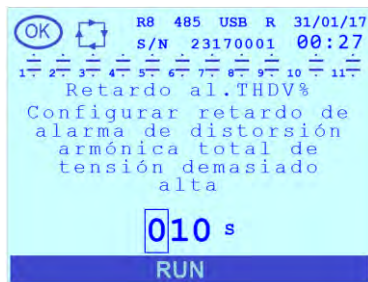 OK R8 485 USB R 31/01/17
S/N 23170001 00:27
1 2 3 4 5 6 7 8 9 10 11
Retardo al.THDV%
Configurar retardo de
alarma de distorsión
armónica total de
tensión demasiado
alta
010 s
RUN